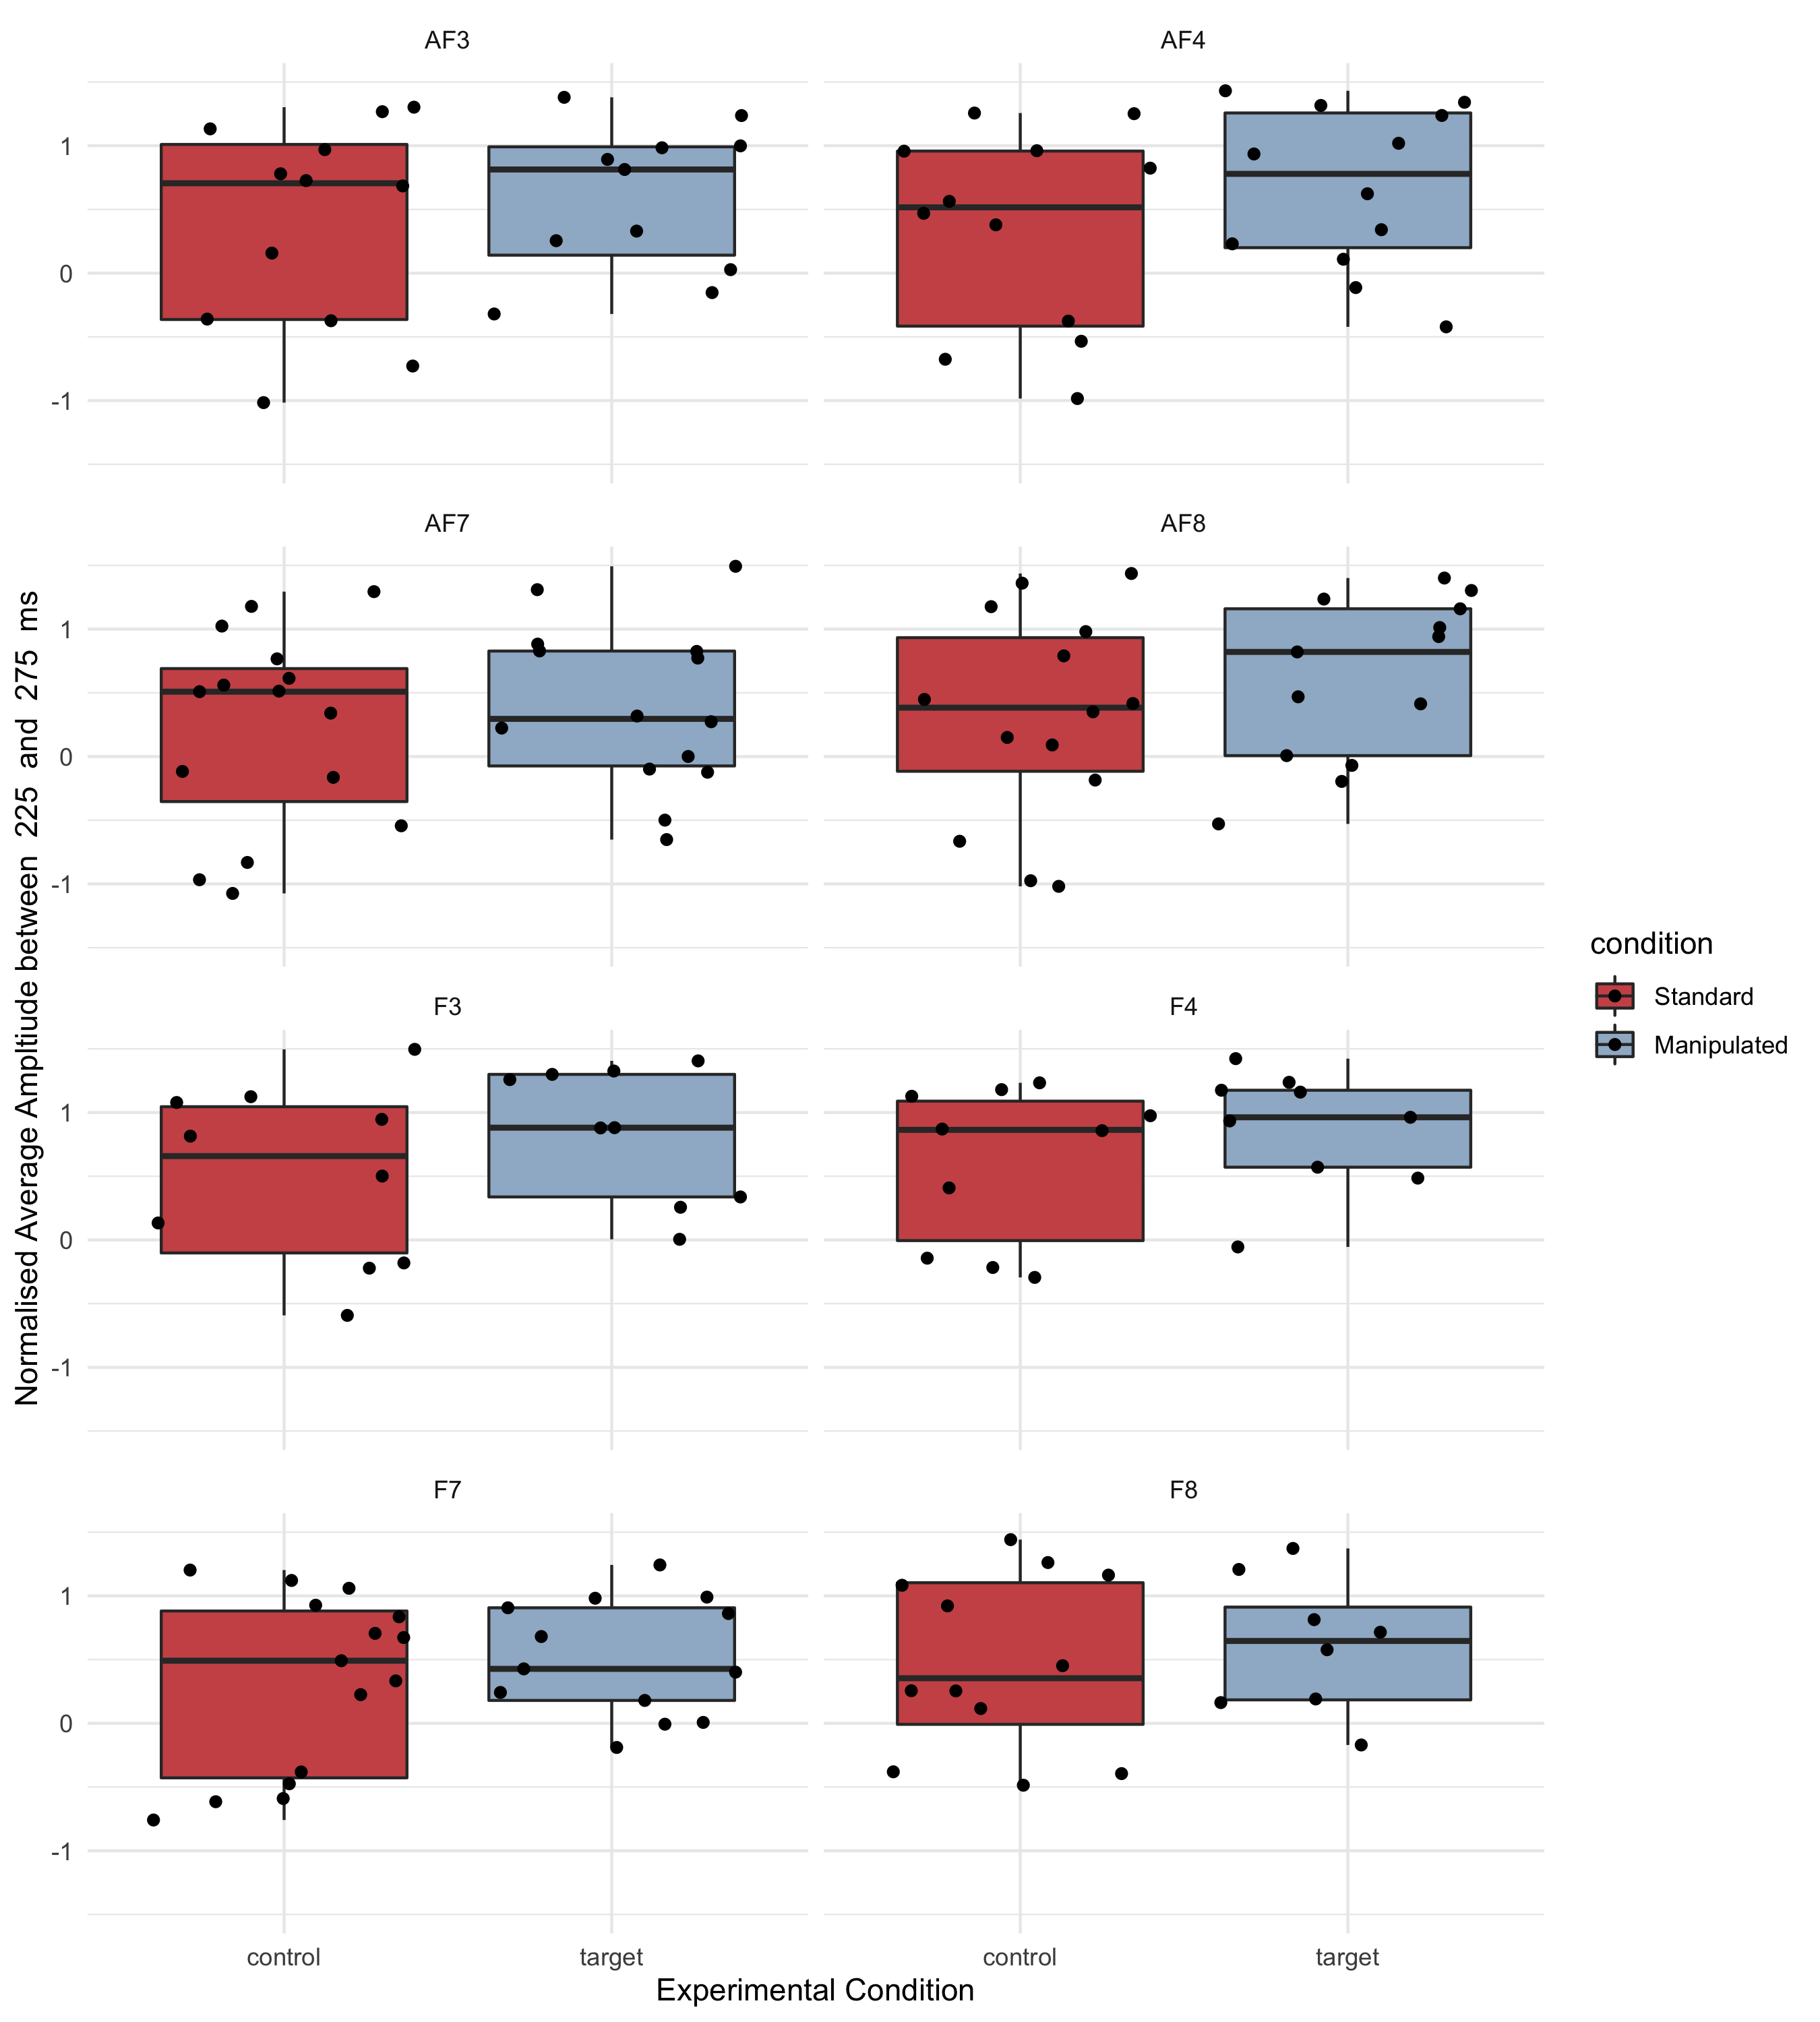 AF3
AF4
1
0
-1
AF7
AF8
1
0
-1
F3
F4
1
0
-1
F7
F8
1
0
-1
control
target
control
target
Experimental Condition
Normalised Average Ampltiude between 225 and 275 ms
condition
Standard
Manipulated